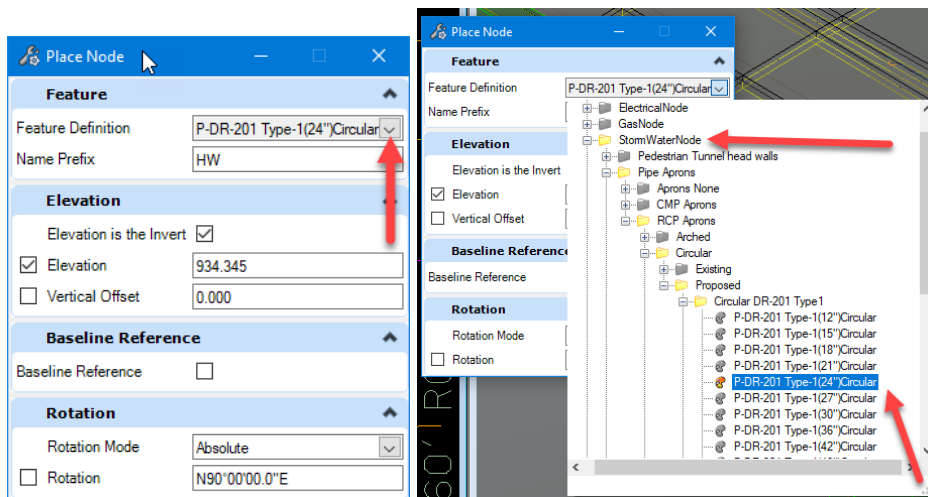 Place Node
Feature
Feature Definition P-DR-201 Type-1(24")Circular
Name Prefix HW
Elevation
Elevation is the Invert
Elevation 934.345
Vertical Offset 0.000
Baseline Reference
Baseline Reference
Rotation
Rotation Mode Absolute
Rotation N90°00'00.0"E
Place Node
Feature
Feature Definition P-DR-201 Type-1(24")Circular
Name Prefix
Elevation
Elevation is the Invert
Elevation
Vertical Offset
Baseline Reference
Baseline Reference
Rotation
Rotation Mode
Rotation
ElectricalNode
GasNode
StormWaterNode
Pedestrian Tunnel head walls
Pipe Aprons
Aprons None
CMP Aprons
RCP Aprons
Arched
Circular
Existing
Proposed
Circular DR-201 Type1
P-DR-201 Type-1(12")Circular
P-DR-201 Type-1(15")Circular
P-DR-201 Type-1(18")Circular
P-DR-201 Type-1(21")Circular
P-DR-201 Type-1(24")Circular
P-DR-201 Type-1(27")Circular
P-DR-201 Type-1(30")Circular
P-DR-201 Type-1(36")Circular
P-DR-201 Type-1(42")Circular